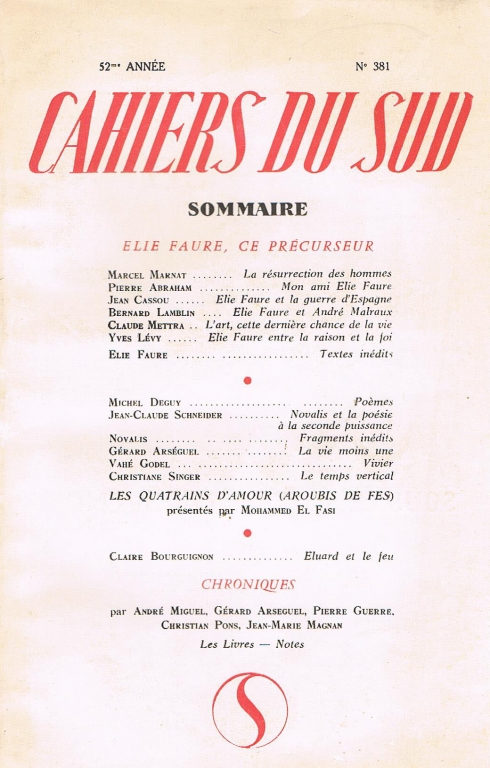 52me ANNÉE N° 381
CAHIERS DU SUD
SOMMAIRE
ELIE FAURE, CE PRÉCURSEUR
MARCEL MARNAT ........ La résurrection des hommes
PIERRE ABRAHAM .............. Mon ami Elie Faure
JEAN CASSOU ...... Elie Faure et la guerre d'Espagne
BERNARD LAMBLIN .... Elie Faure et André Malraux
CLAUDE METTRA .. L'art, cette dernière chance de la vie
YVES LÉVY ...... Elie Faure entre la raison et la foi
ELIE FAURE ........ ................. Textes inédits
MICHEL DEGUY ................... ........ Poèmes
JEAN-CLAUDE SCHNEIDER .......... Novalis et la poésie
à la seconde puissance
NOVALIS ........ .. .... ........ Fragments inédits
GÉRARD ARSÉGUEL ....... ........ La vie moins une
VAHÉ GODEL ... ............................ Vivier
CHRISTIANE SINGER ................ Le temps vertical
LES QUATRAINS D'AMOUR (AROUBIS DE FES)
présentés par MOHAMMED EL FASI
CLAIRE BOURGUIGNON .............. Eluard et le jeu
CHRONIQUES
par ANDRÉ MIGUEL, GÉRARD ARSEGUEL, PIERRE GUERRE,
CHRISTIAN PONS, JEAN-MARIE MAGNAN
Les Livres — Notes
S